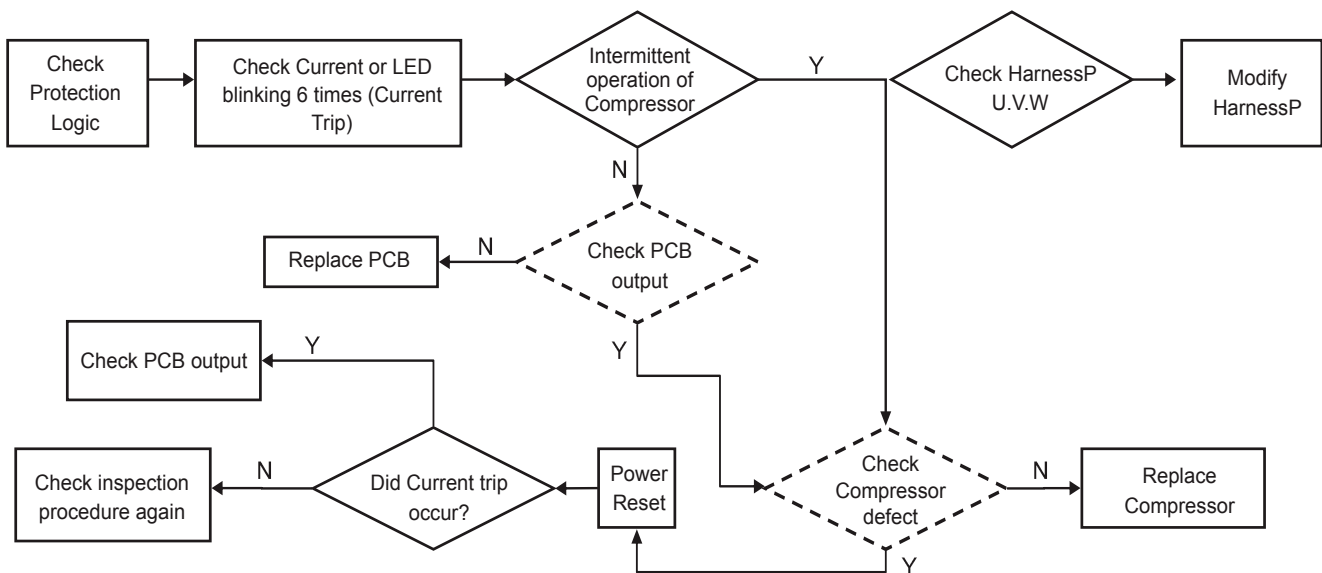 Check
Protection
Logic
Check Current or LED
blinking 6 times (Current
Trip)
Intermittent
operation of
Compressor
Y
Check HarnessP
U.V.W
Modify
HarnessP
N
Check PCB
output
N
Replace PCB
Y
Check PCB output
Y
Did Current trip
occur?
N
Check inspection
procedure again
Power
Reset
Check
Compressor
defect
N
Replace
Compressor
Y